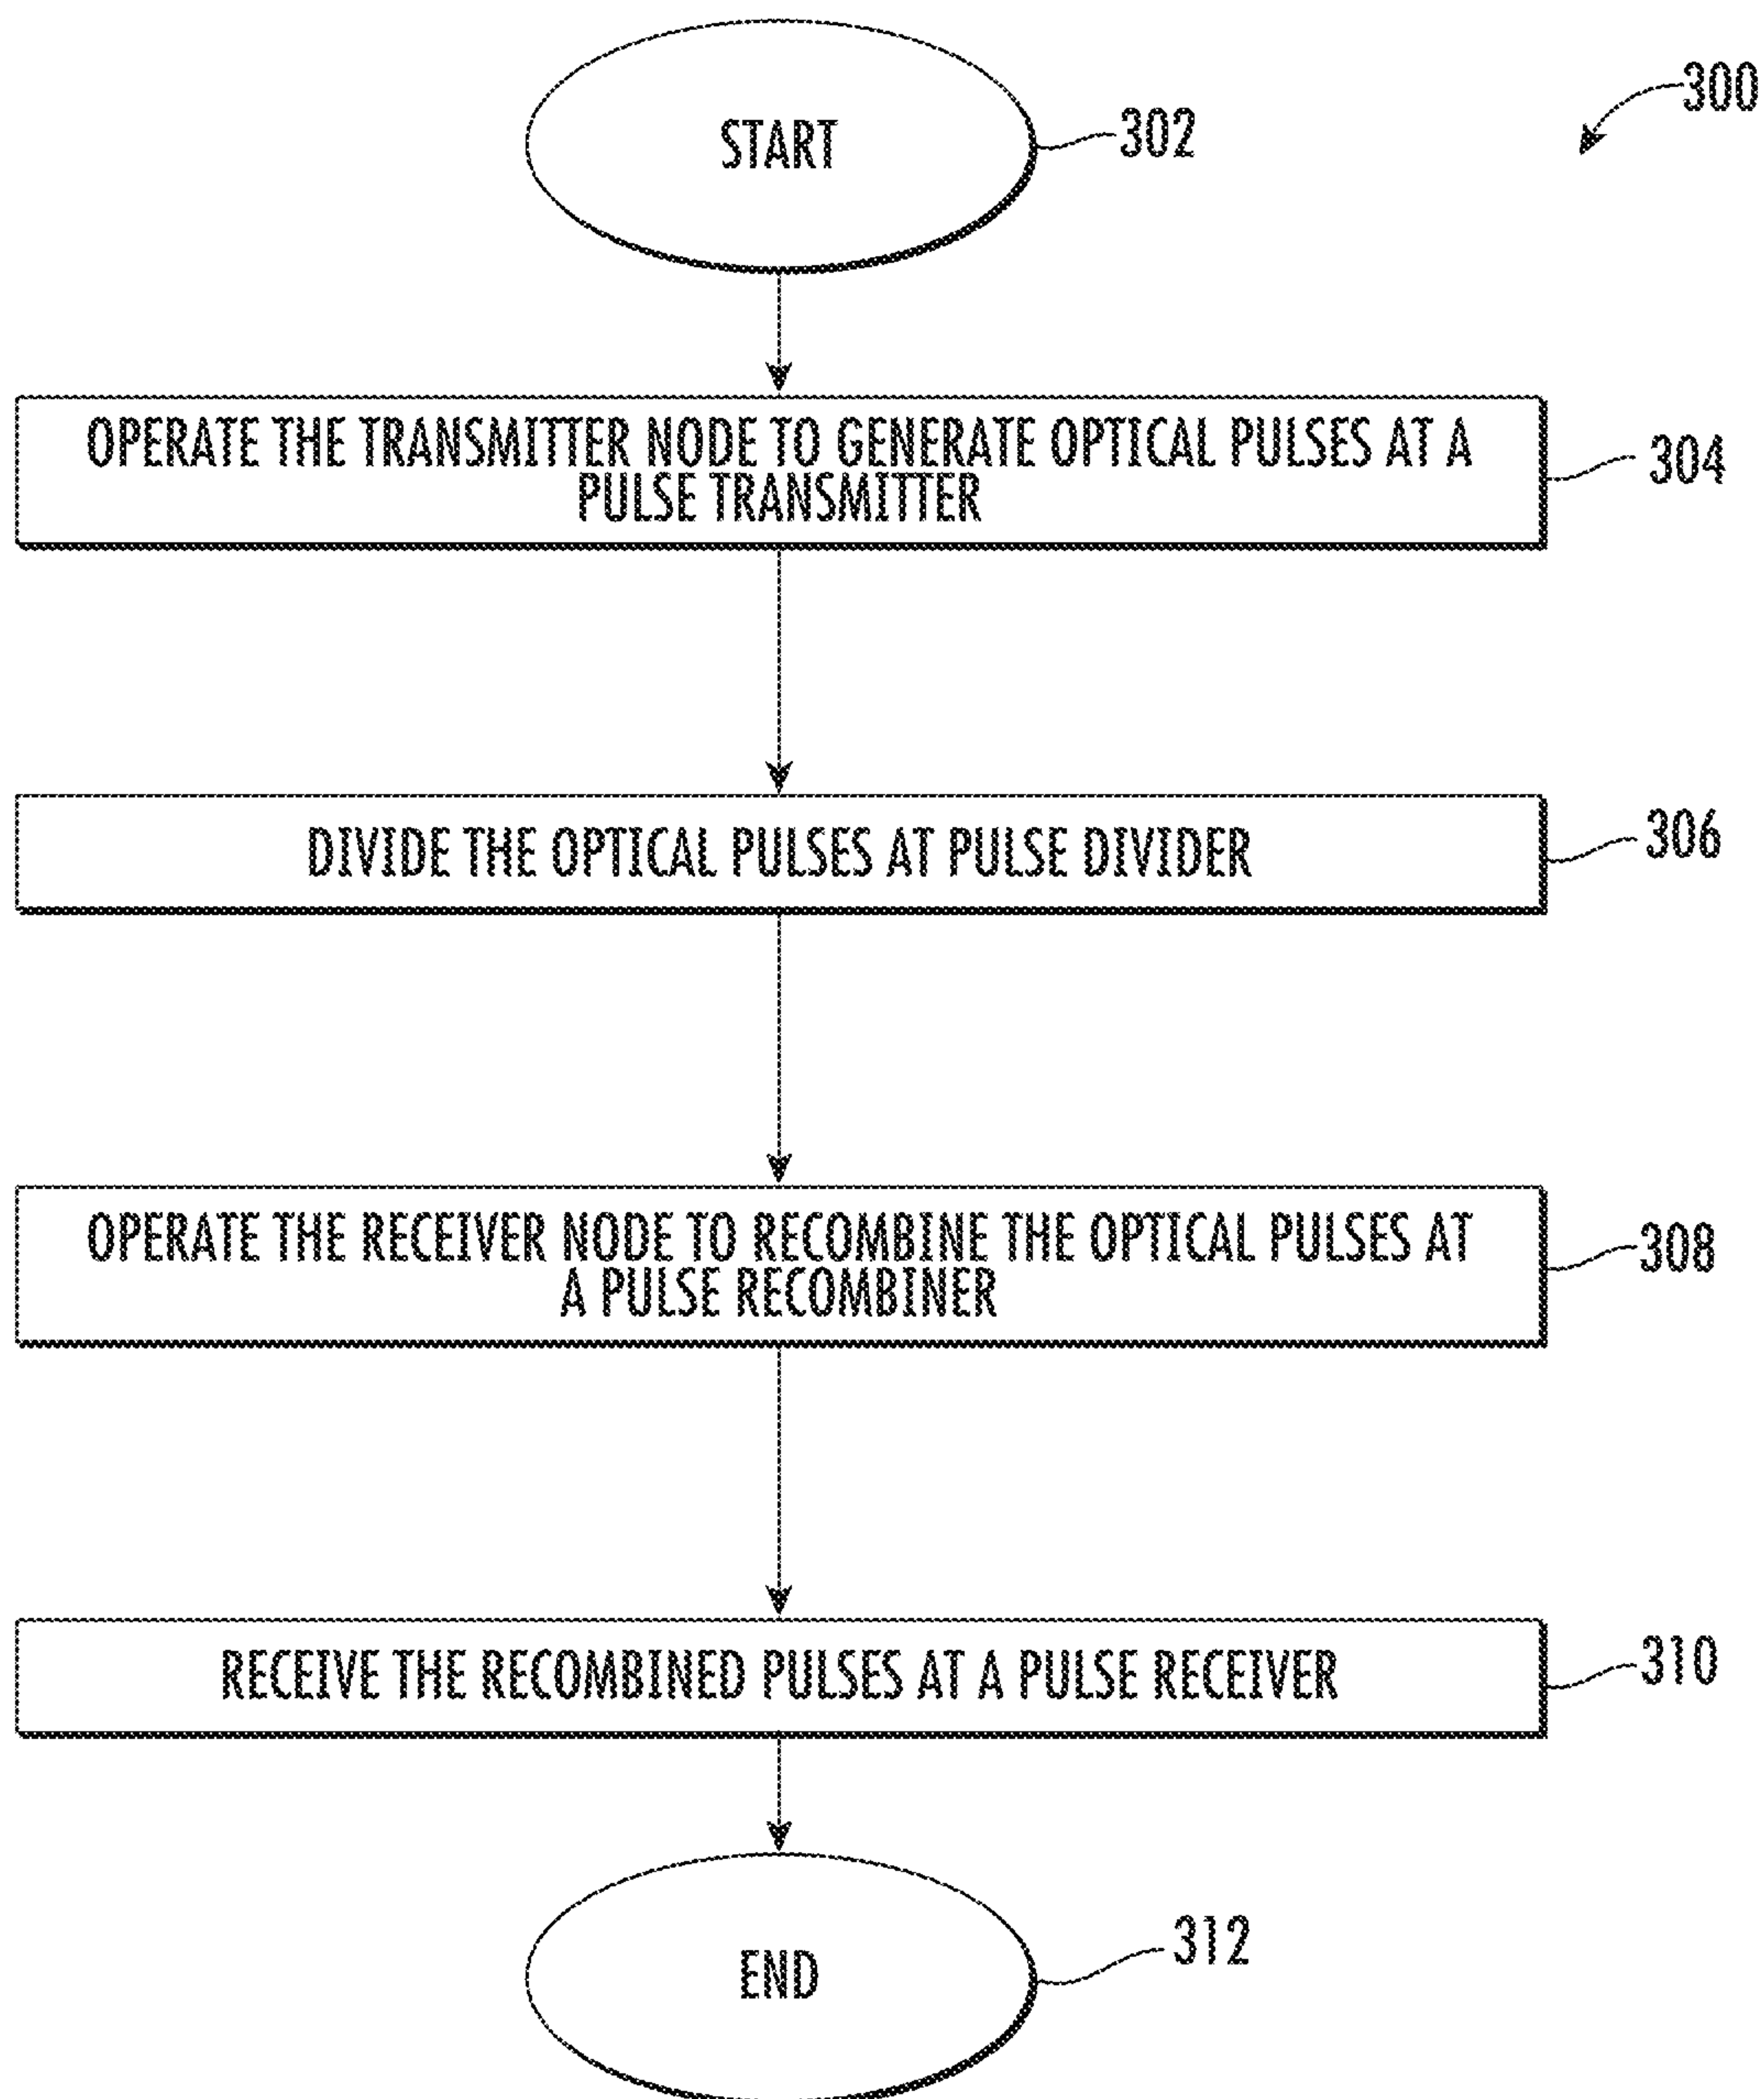 300
START
302
OPERATE THE TRANSMITTER NODE TO GENERATE OPTICAL PULSES AT A
PULSE TRANSMITTER
304
DIVIDE THE OPTICAL PULSES AT PULSE DIVIDER
306
OPERATE THE RECEIVER NODE TO RECOMBINE THE OPTICAL PULSES AT
A PULSE RECOMBINER
308
RECEIVE THE RECOMBINED PULSES AT A PULSE RECEIVER
310
END
312